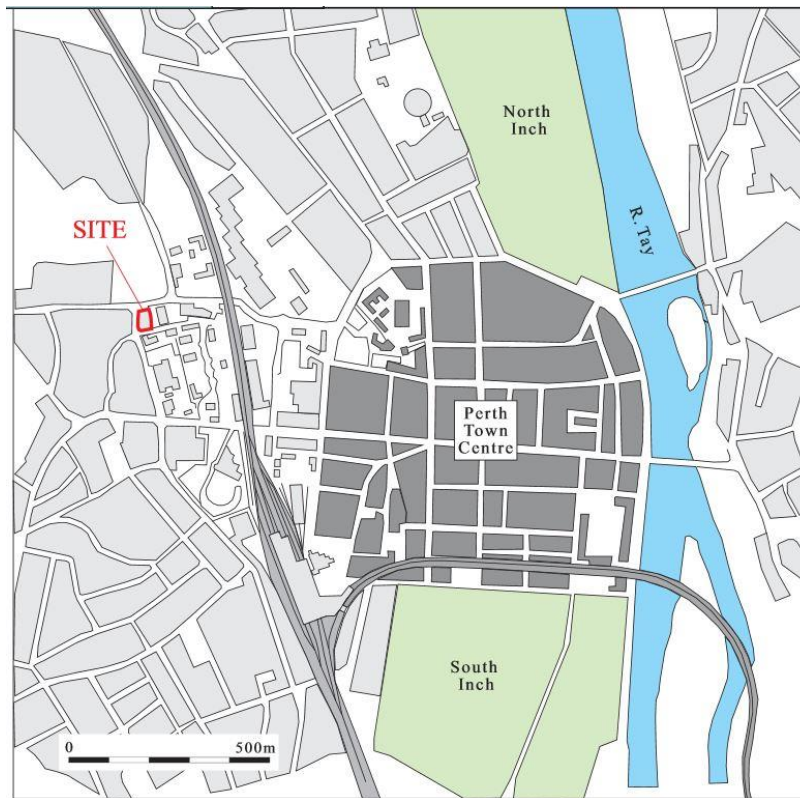 North
Inch
R. Tay
SITE
Perth
Town
Centre
South
Inch
0 500m